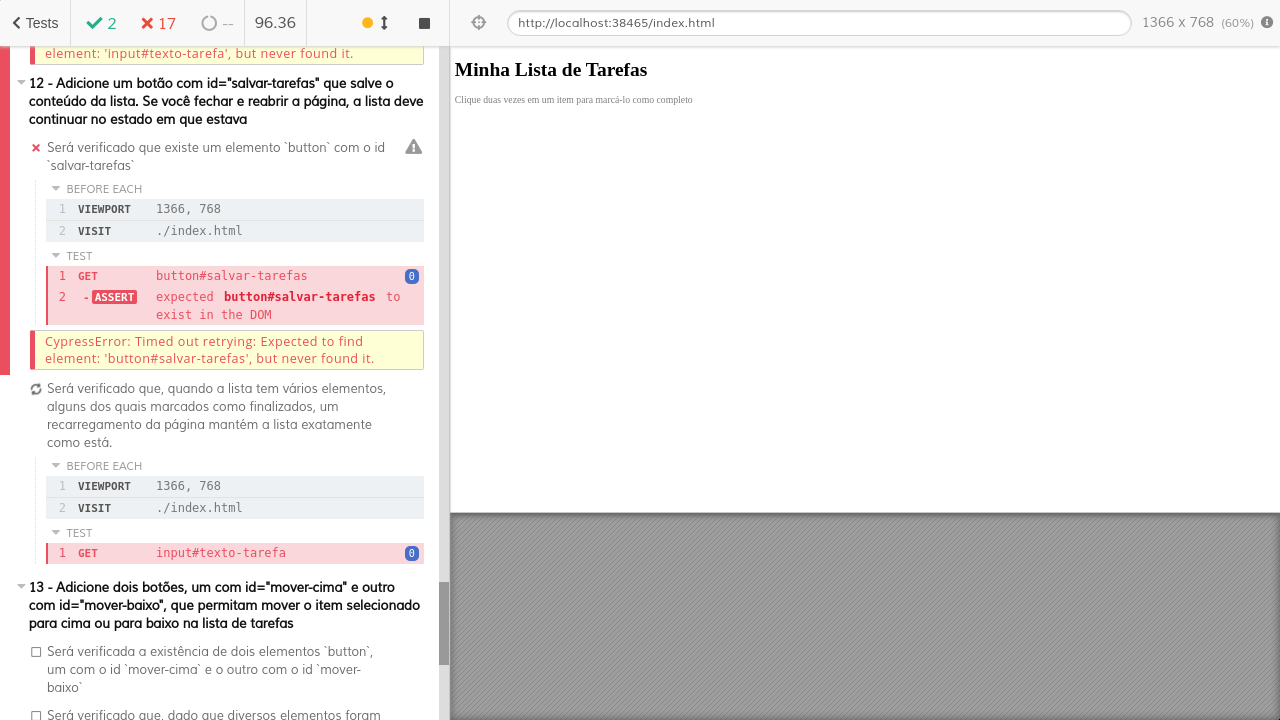 Tests
2
17
--
96.36
http://localhost:38465/index.html
1366 x 768 (60%)
element: 'input#texto-tarefa', but never found it.
12 - Adicione um botão com id="salvar-tarefas" que salve o
conteúdo da lista. Se você fechar e reabrir a página, a lista deve
continuar no estado em que estava
Será verificado que existe um elemento `button` com o id
`salvar-tarefas`
BEFORE EACH
1 VIEWPORT 1366, 768
2 VISIT ./index.html
TEST
1 GET button#salvar-tarefas 0
2 - ASSERT expected button#salvar-tarefas to
exist in the DOM
CypressError: Timed out retrying: Expected to find
element: 'button#salvar-tarefas', but never found it.
Será verificado que, quando a lista tem vários elementos,
alguns dos quais marcados como finalizados, um
recarregamento da página mantém a lista exatamente
como está.
BEFORE EACH
1 VIEWPORT 1366, 768
2 VISIT ./index.html
TEST
1 GET input#texto-tarefa 0
13 - Adicione dois botões, um com id="mover-cima" e outro
com id="mover-baixo", que permitam mover o item selecionado
para cima ou para baixo na lista de tarefas
Será verificada a existência de dois elementos `button`,
um com o id `mover-cima` e o outro com o id `mover-
baixo`
Será verificado que, dado que diversos elementos foram
Minha Lista de Tarefas
Clique duas vezes em um item para marcá-lo como completo